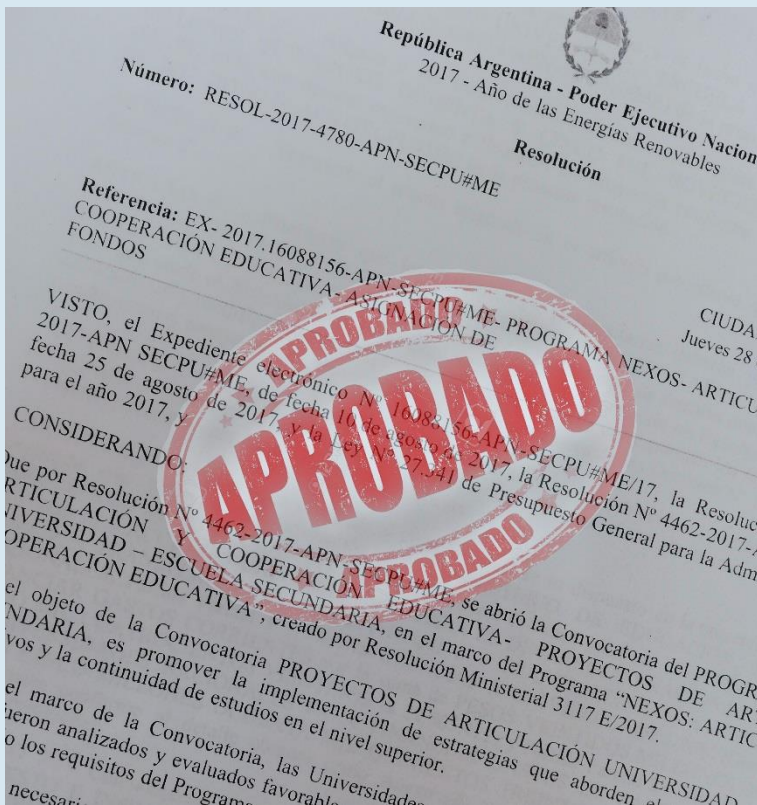 República Argentina - Poder Ejecutivo Nacion
2017 - Año de las Energías Renovables
Resolución
Número: RESOL-2017-4780-APN-SECPU#ME
CIUDA
Jueves 28
Referencia: EX- 2017.16088156-APN-SECPU#ME- PROGRAMA NEXOS- ARTICU
COOPERACIÓN EDUCATIVA- ASIGNACIÓN DE
FONDOS
VISTO, el Expediente electrónico Nº 16088156-APN-SECPU#ME/17, la Resoluc
2017-APN SECPU#ME, de fecha 10 de agosto de 2017, la Resolución Nº 4462-2017-A
fecha 25 de agosto de 2017, y la Ley Nº 27.341 de Presupuesto General para la Adm
para el año 2017, y
CONSIDERANDO:
Que por Resolución Nº 4462-2017-APN-SECPU#ME, se abrió la Convocatoria del PROGR
ARTICULACIÓN Y COOPERACIÓN EDUCATIVA- PROYECTOS DE ART
UNIVERSIDAD – ESCUELA SECUNDARIA, en el marco del Programa “NEXOS: ARTIC
OOPERACIÓN EDUCATIVA”, creado por Resolución Ministerial 3117 E/2017.
el objeto de la Convocatoria PROYECTOS DE ARTICULACIÓN UNIVERSIDAD
NDARIA, es promover la implementación de estrategias que aborden
vos y la continuidad de estudios en el nivel superior.
el marco de la Convocatoria, las Universidades
ueron analizados y evaluados favorabl
o los requisitos del Programa
necesari
APROBADO
APROBADO
APROBADO